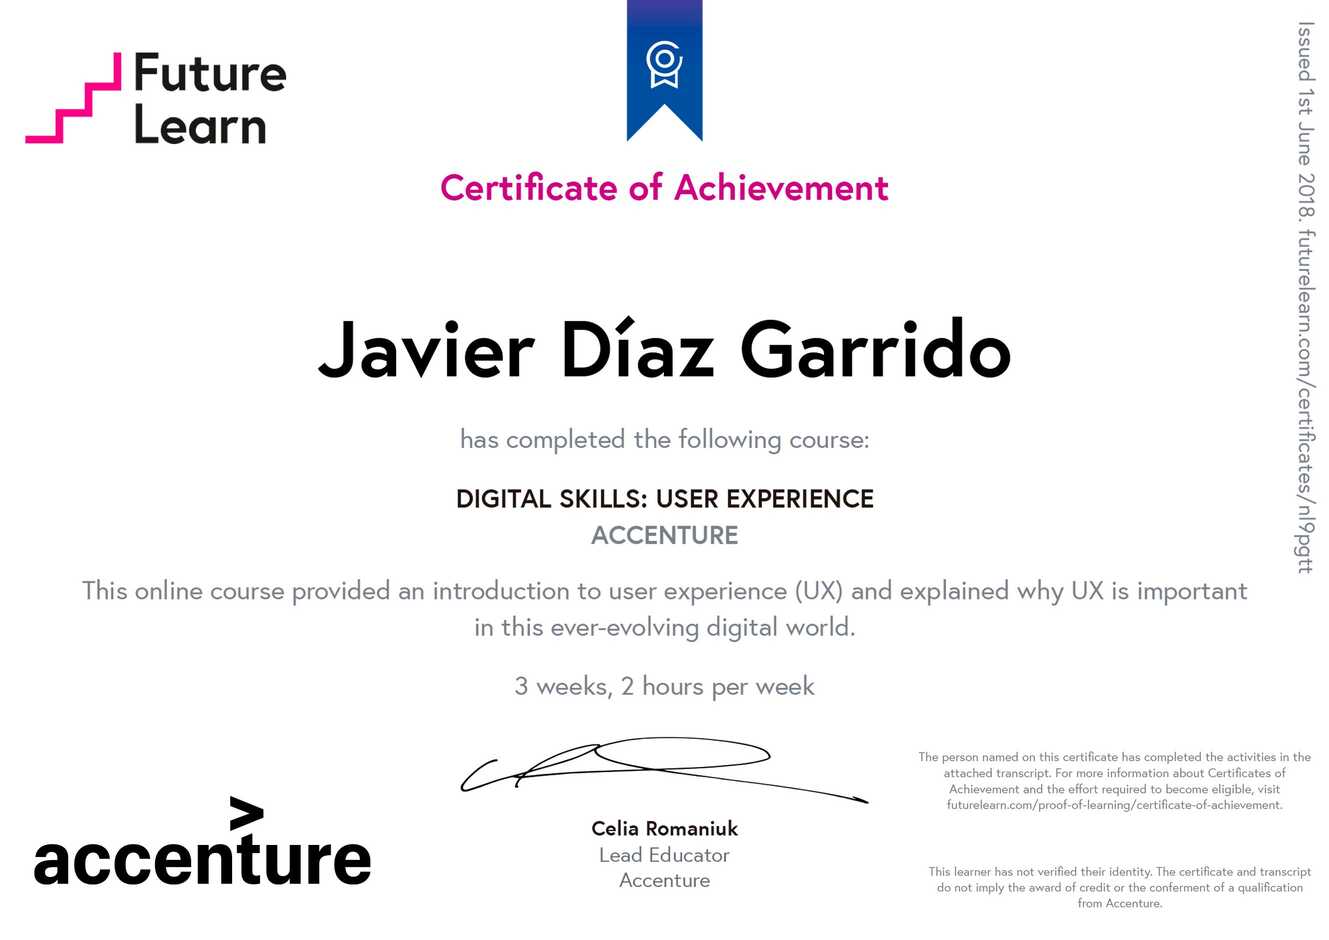 Future
Learn
Certificate of Achievement
Javier Díaz Garrido
has completed the following course:
DIGITAL SKILLS: USER EXPERIENCE
ACCENTURE
This online course provided an introduction to user experience (UX) and explained why UX is important
in this ever-evolving digital world.
3 weeks, 2 hours per week
Celia Romaniuk
Lead Educator
Accenture
accenture
The person named on this certificate has completed the activities in the
attached transcript. For more information about Certificates of
Achievement and the effort required to become eligible, visit
futurelearn.com/proof-of-learning/certificate-of-achievement.
This learner has not verified their identity. The certificate and transcript
do not imply the award of credit or the conferment of a qualification
from Accenture.
Issued 1st June 2018. futurelearn.com/certificates/nl9pgtt